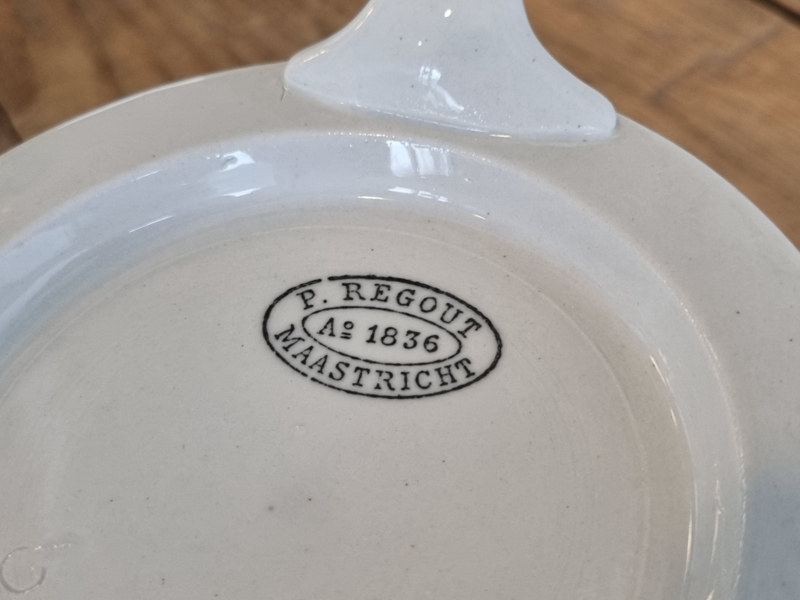 P. REGOUT
Aº 1836
MAASTRICHT